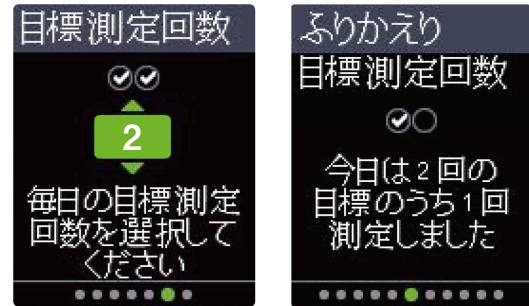 目標測定回数
2
毎日の目標測定
回数を選択して
ください
ふりかえり
目標測定回数
今日は2回の
目標のうち1回
測定しました